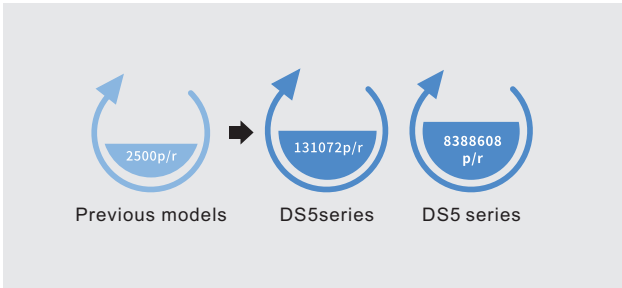 2500p/r
131072p/r
8388608
p/r
Previous models
DS5series
DS5 series